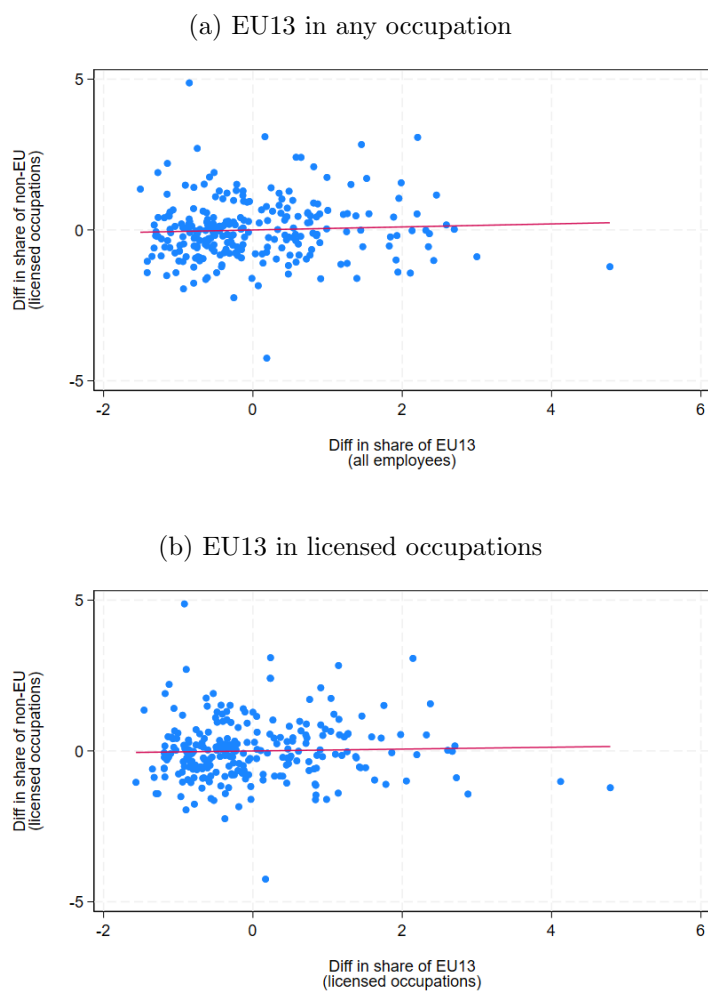 (a) EU13 in any occupation
5
0
-5
Diff in share of non-EU
(licensed occupations)
-2
0
2
4
6
Diff in share of EU13
(all employees)
(b) EU13 in licensed occupations
5
0
-5
Diff in share of non-EU
(licensed occupations)
-2
0
2
4
6
Diff in share of EU13
(licensed occupations)